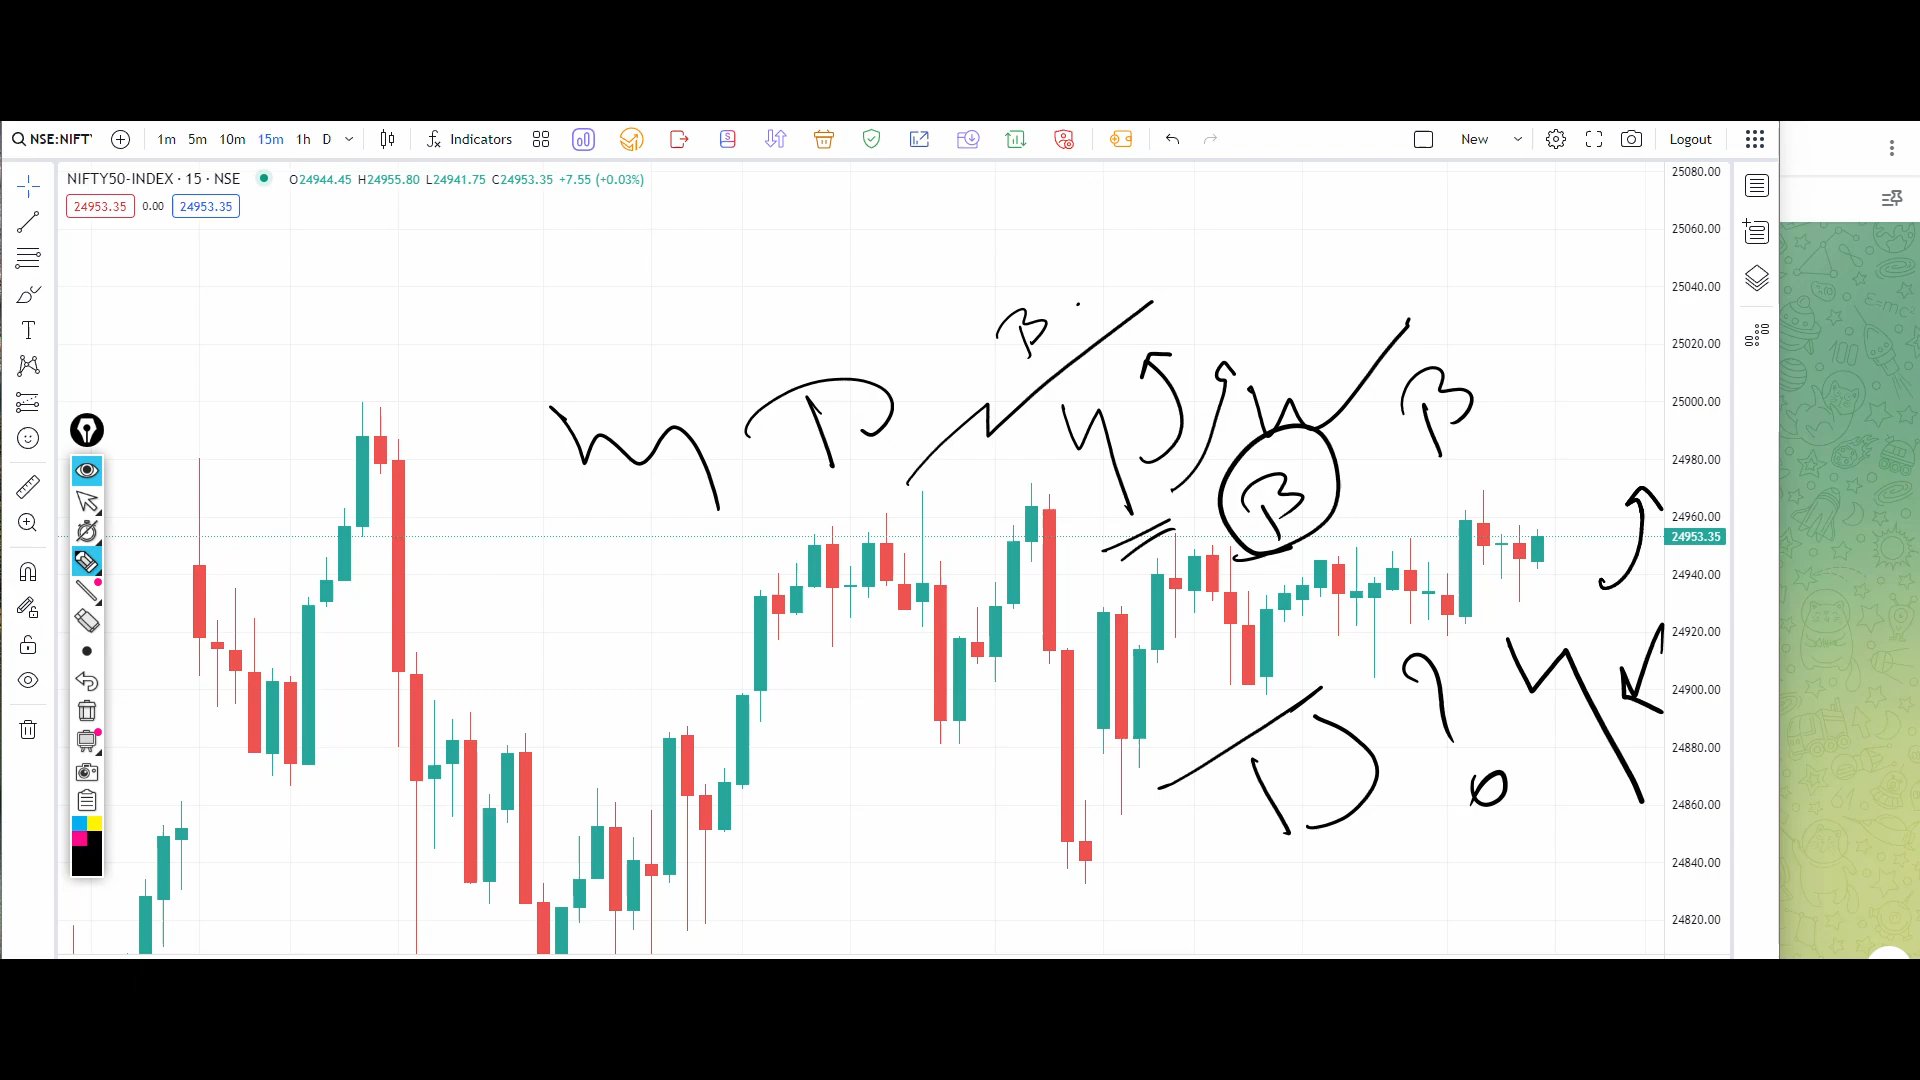 NSE:NIFTY
1m 5m 10m 15m 1h D
Indicators
New
Logout
NIFTY50-INDEX · 15 · NSE
O24944.45 H24955.80 L24941.75 C24953.35 +7.55 (+0.03%)
24953.35 0.00 24953.35
25080.00
25060.00
25040.00
25020.00
25000.00
24980.00
24960.00
24953.35
24940.00
24920.00
24900.00
24880.00
24860.00
24840.00
24820.00
B
D
B
B
D